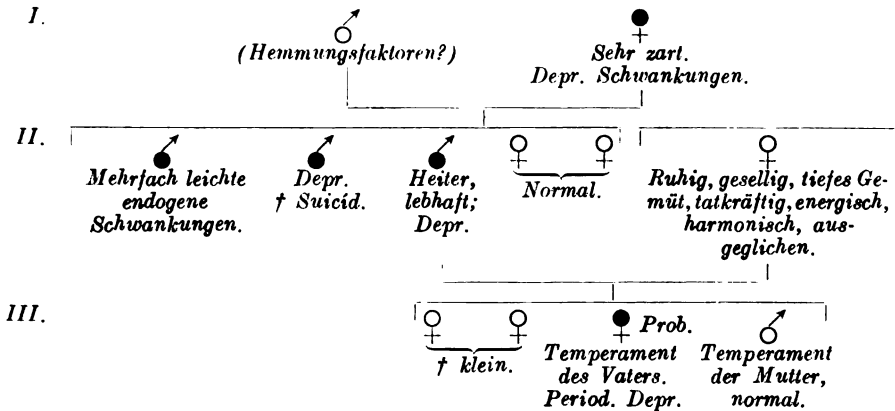 I.
(Hemmungsfaktoren?)
Sehr zart.
Depr. Schwankungen.
II.
Mehrfach leichte
endogene
Schwankungen.
Depr.
† Suicid.
Heiter,
lebhaft;
Depr.
Normal.
Ruhig, gesellig, tiefes Ge-
müt, tatkräftig, energisch,
harmonisch, aus-
geglichen.
III.
† klein.
Prob.
Temperament
des Vaters.
Period. Depr.
Temperament
der Mutter,
normal.